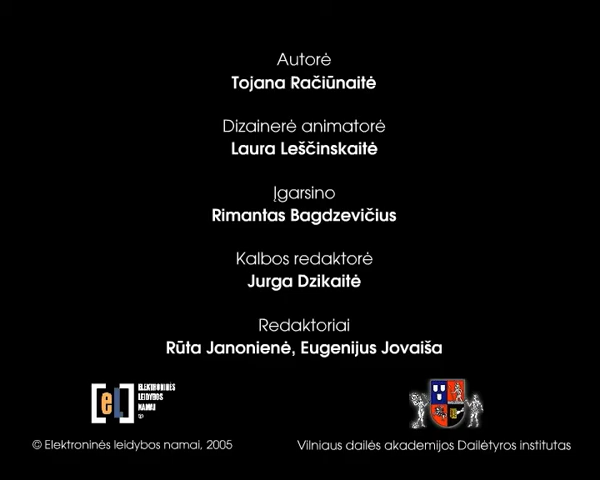 Autorė
Tojana Račiūnaitė
Dizainerė animatorė
Laura Leščinskaitė
Įgarsino
Rimantas Bagdzevičius
Kalbos redaktorė
Jurga Dzikaitė
Redaktoriai
Rūta Janonienė, Eugenijus Jovaiša
[eL]
ELEKTRONINĖS
LEIDYBOS
NAMAI
© Elektroninės leidybos namai, 2005
Vilniaus dailės akademijos Dailėtyros institutas